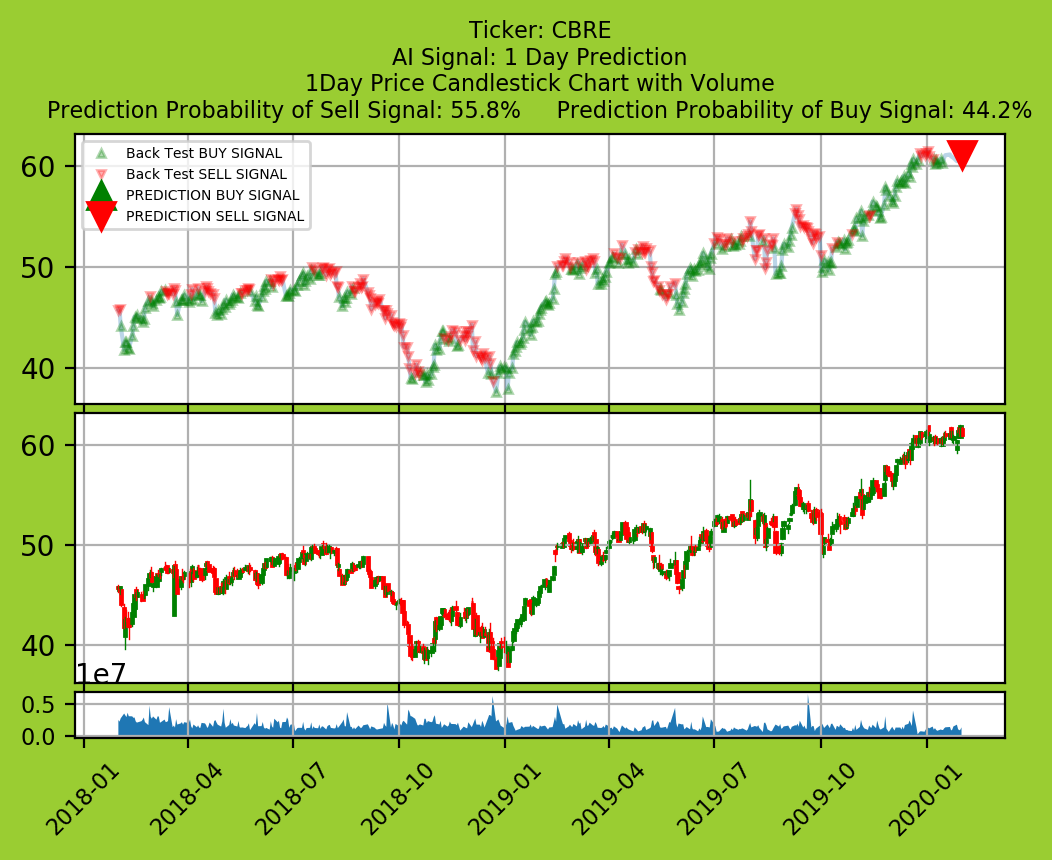 Ticker: CBRE
AI Signal: 1 Day Prediction
1Day Price Candlestick Chart with Volume
Prediction Probability of Sell Signal: 55.8%     Prediction Probability of Buy Signal: 44.2%
Back Test BUY SIGNAL
Back Test SELL SIGNAL
PREDICTION BUY SIGNAL
PREDICTION SELL SIGNAL
60
50
40
60
50
40
1e7
0.5
0.0
2018-01
2018-04
2018-07
2018-10
2019-01
2019-04
2019-07
2019-10
2020-01